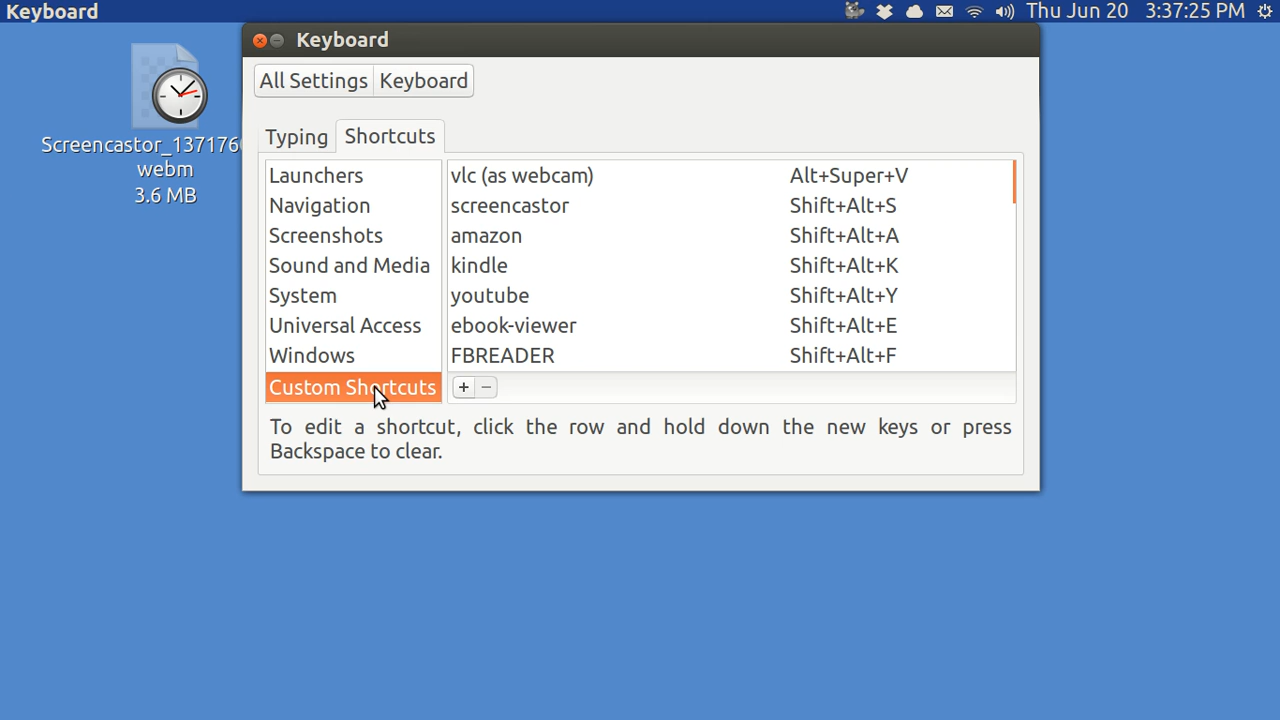 Keyboard
Thu Jun 20 3:37:25 PM
Screencastor_137176
webm
3.6 MB
Keyboard
All Settings Keyboard
Typing Shortcuts
Launchers
Navigation
Screenshots
Sound and Media
System
Universal Access
Windows
Custom Shortcuts
vlc (as webcam) Alt+Super+V
screencastor Shift+Alt+S
amazon Shift+Alt+A
kindle Shift+Alt+K
youtube Shift+Alt+Y
ebook-viewer Shift+Alt+E
FBREADER Shift+Alt+F
+ −
To edit a shortcut, click the row and hold down the new keys or press
Backspace to clear.